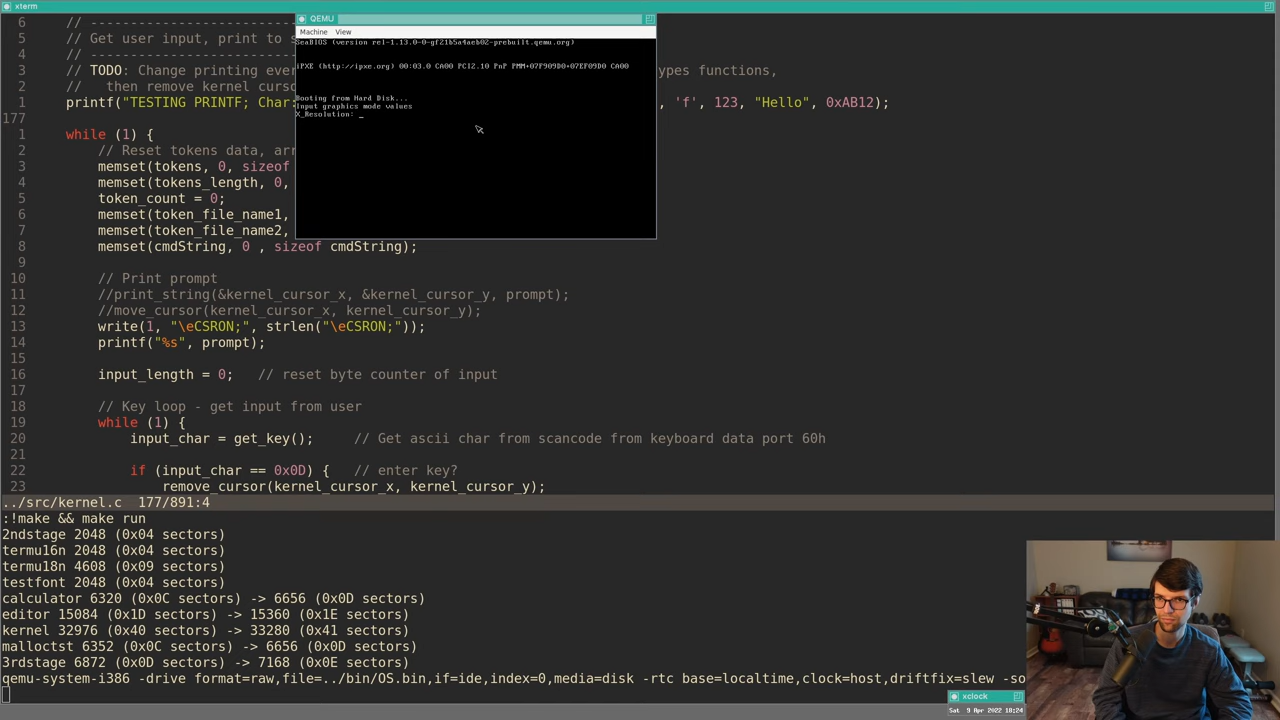 xterm
6 // ---------------------------
5 // Get user input, print to s
4 // ---------------------------
3 // TODO: Change printing ever ypes functions,
2 // then remove kernel cursc
1 printf("TESTING PRINTF; Char: , 'f', 123, "Hello", 0xAB12);
177
1 while (1) {
2 // Reset tokens data, arr
3 memset(tokens, 0, sizeof
4 memset(tokens_length, 0,
5 token_count = 0;
6 memset(token_file_name1,
7 memset(token_file_name2,
8 memset(cmdString, 0 , sizeof cmdString);
9
10 // Print prompt
11 //print_string(&kernel_cursor_x, &kernel_cursor_y, prompt);
12 //move_cursor(kernel_cursor_x, kernel_cursor_y);
13 write(1, "\eCSRON;", strlen("\eCSRON;"));
14 printf("%s", prompt);
15
16 input_length = 0; // reset byte counter of input
17
18 // Key loop - get input from user
19 while (1) {
20 input_char = get_key(); // Get ascii char from scancode from keyboard data port 60h
21
22 if (input_char == 0x0D) { // enter key?
23 remove_cursor(kernel_cursor_x, kernel_cursor_y);
../src/kernel.c 177/891:4
:!make && make run
2ndstage 2048 (0x04 sectors)
termu16n 2048 (0x04 sectors)
termu18n 4608 (0x09 sectors)
testfont 2048 (0x04 sectors)
calculator 6320 (0x0C sectors) -> 6656 (0x0D sectors)
editor 15084 (0x1D sectors) -> 15360 (0x1E sectors)
kernel 32976 (0x40 sectors) -> 33280 (0x41 sectors)
malloctst 6352 (0x0C sectors) -> 6656 (0x0D sectors)
3rdstage 6872 (0x0D sectors) -> 7168 (0x0E sectors)
qemu-system-i386 -drive format=raw,file=../bin/OS.bin,if=ide,index=0,media=disk -rtc base=localtime,clock=host,driftfix=slew -so
QEMU
Machine View
SeaBIOS (version rel-1.13.0-0-gf21b5a4aeb02-prebuilt.qemu.org)
iPXE (http://ipxe.org) 00:03.0 CA00 PCI2.10 PnP PMM+07F909D0+07EF09D0 CA00
Booting from Hard Disk...
Input graphics mode values
X_Resolution: _
xclock
Sat 9 Apr 2022 18:24